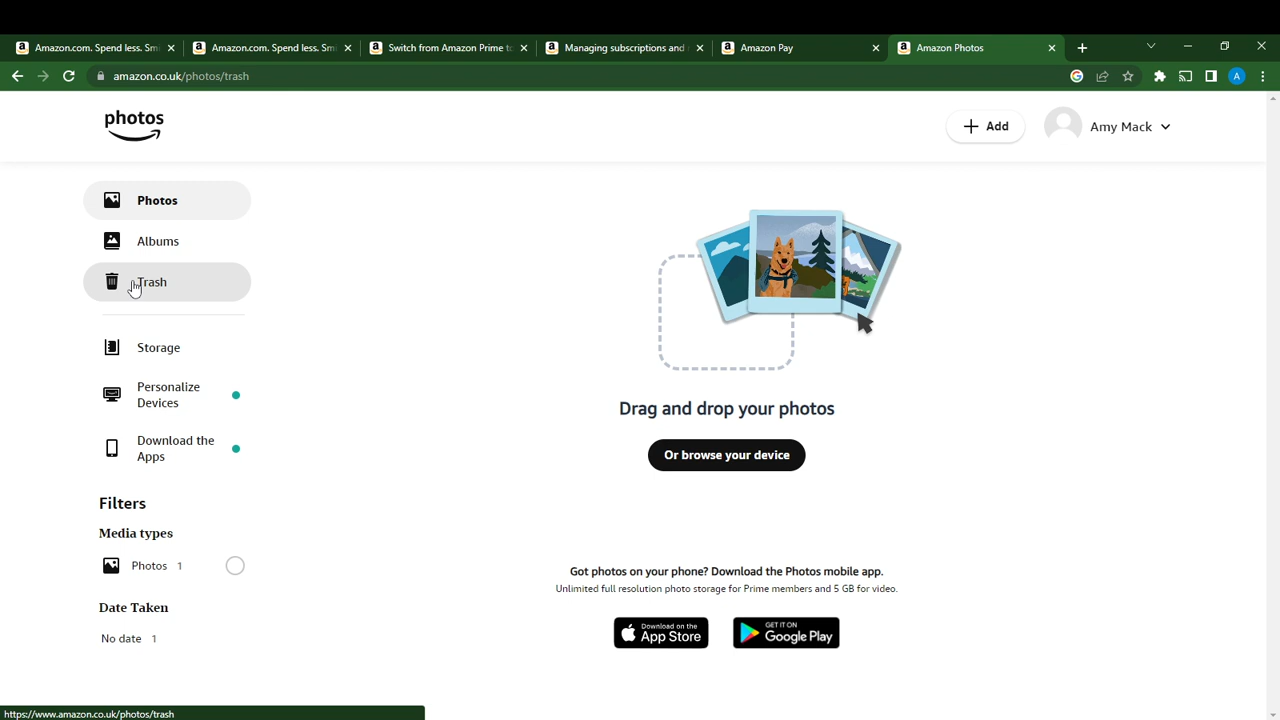 Amazon.com. Spend less. Smi
Amazon.com. Spend less. Smi
Switch from Amazon Prime to
Managing subscriptions and
Amazon Pay
Amazon Photos
amazon.co.uk/photos/trash
A
photos
Add
Amy Mack
Photos
Albums
Trash
Storage
Personalize
Devices
Download the
Apps
Filters
Media types
Photos 1
Date Taken
No date 1
Drag and drop your photos
Or browse your device
Got photos on your phone? Download the Photos mobile app.
Unlimited full resolution photo storage for Prime members and 5 GB for video.
Download on the
App Store
GET IT ON
Google Play
https://www.amazon.co.uk/photos/trash